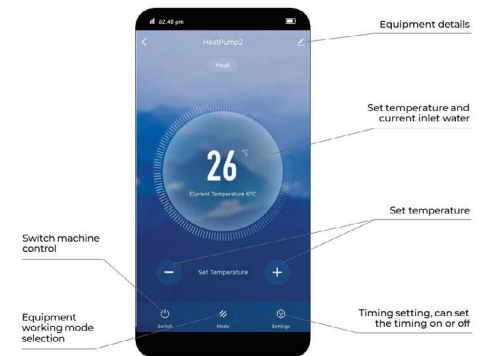 02.48 pm
Equipment details
HeatPump2
Heat
Set temperature and
current inlet water
26 °C
Current Temperature 6°C
Set temperature
Switch machine
control
Set Temperature
Equipment
working mode
selection
Switch
Mode
Settings
Timing setting, can set
the timing on or off